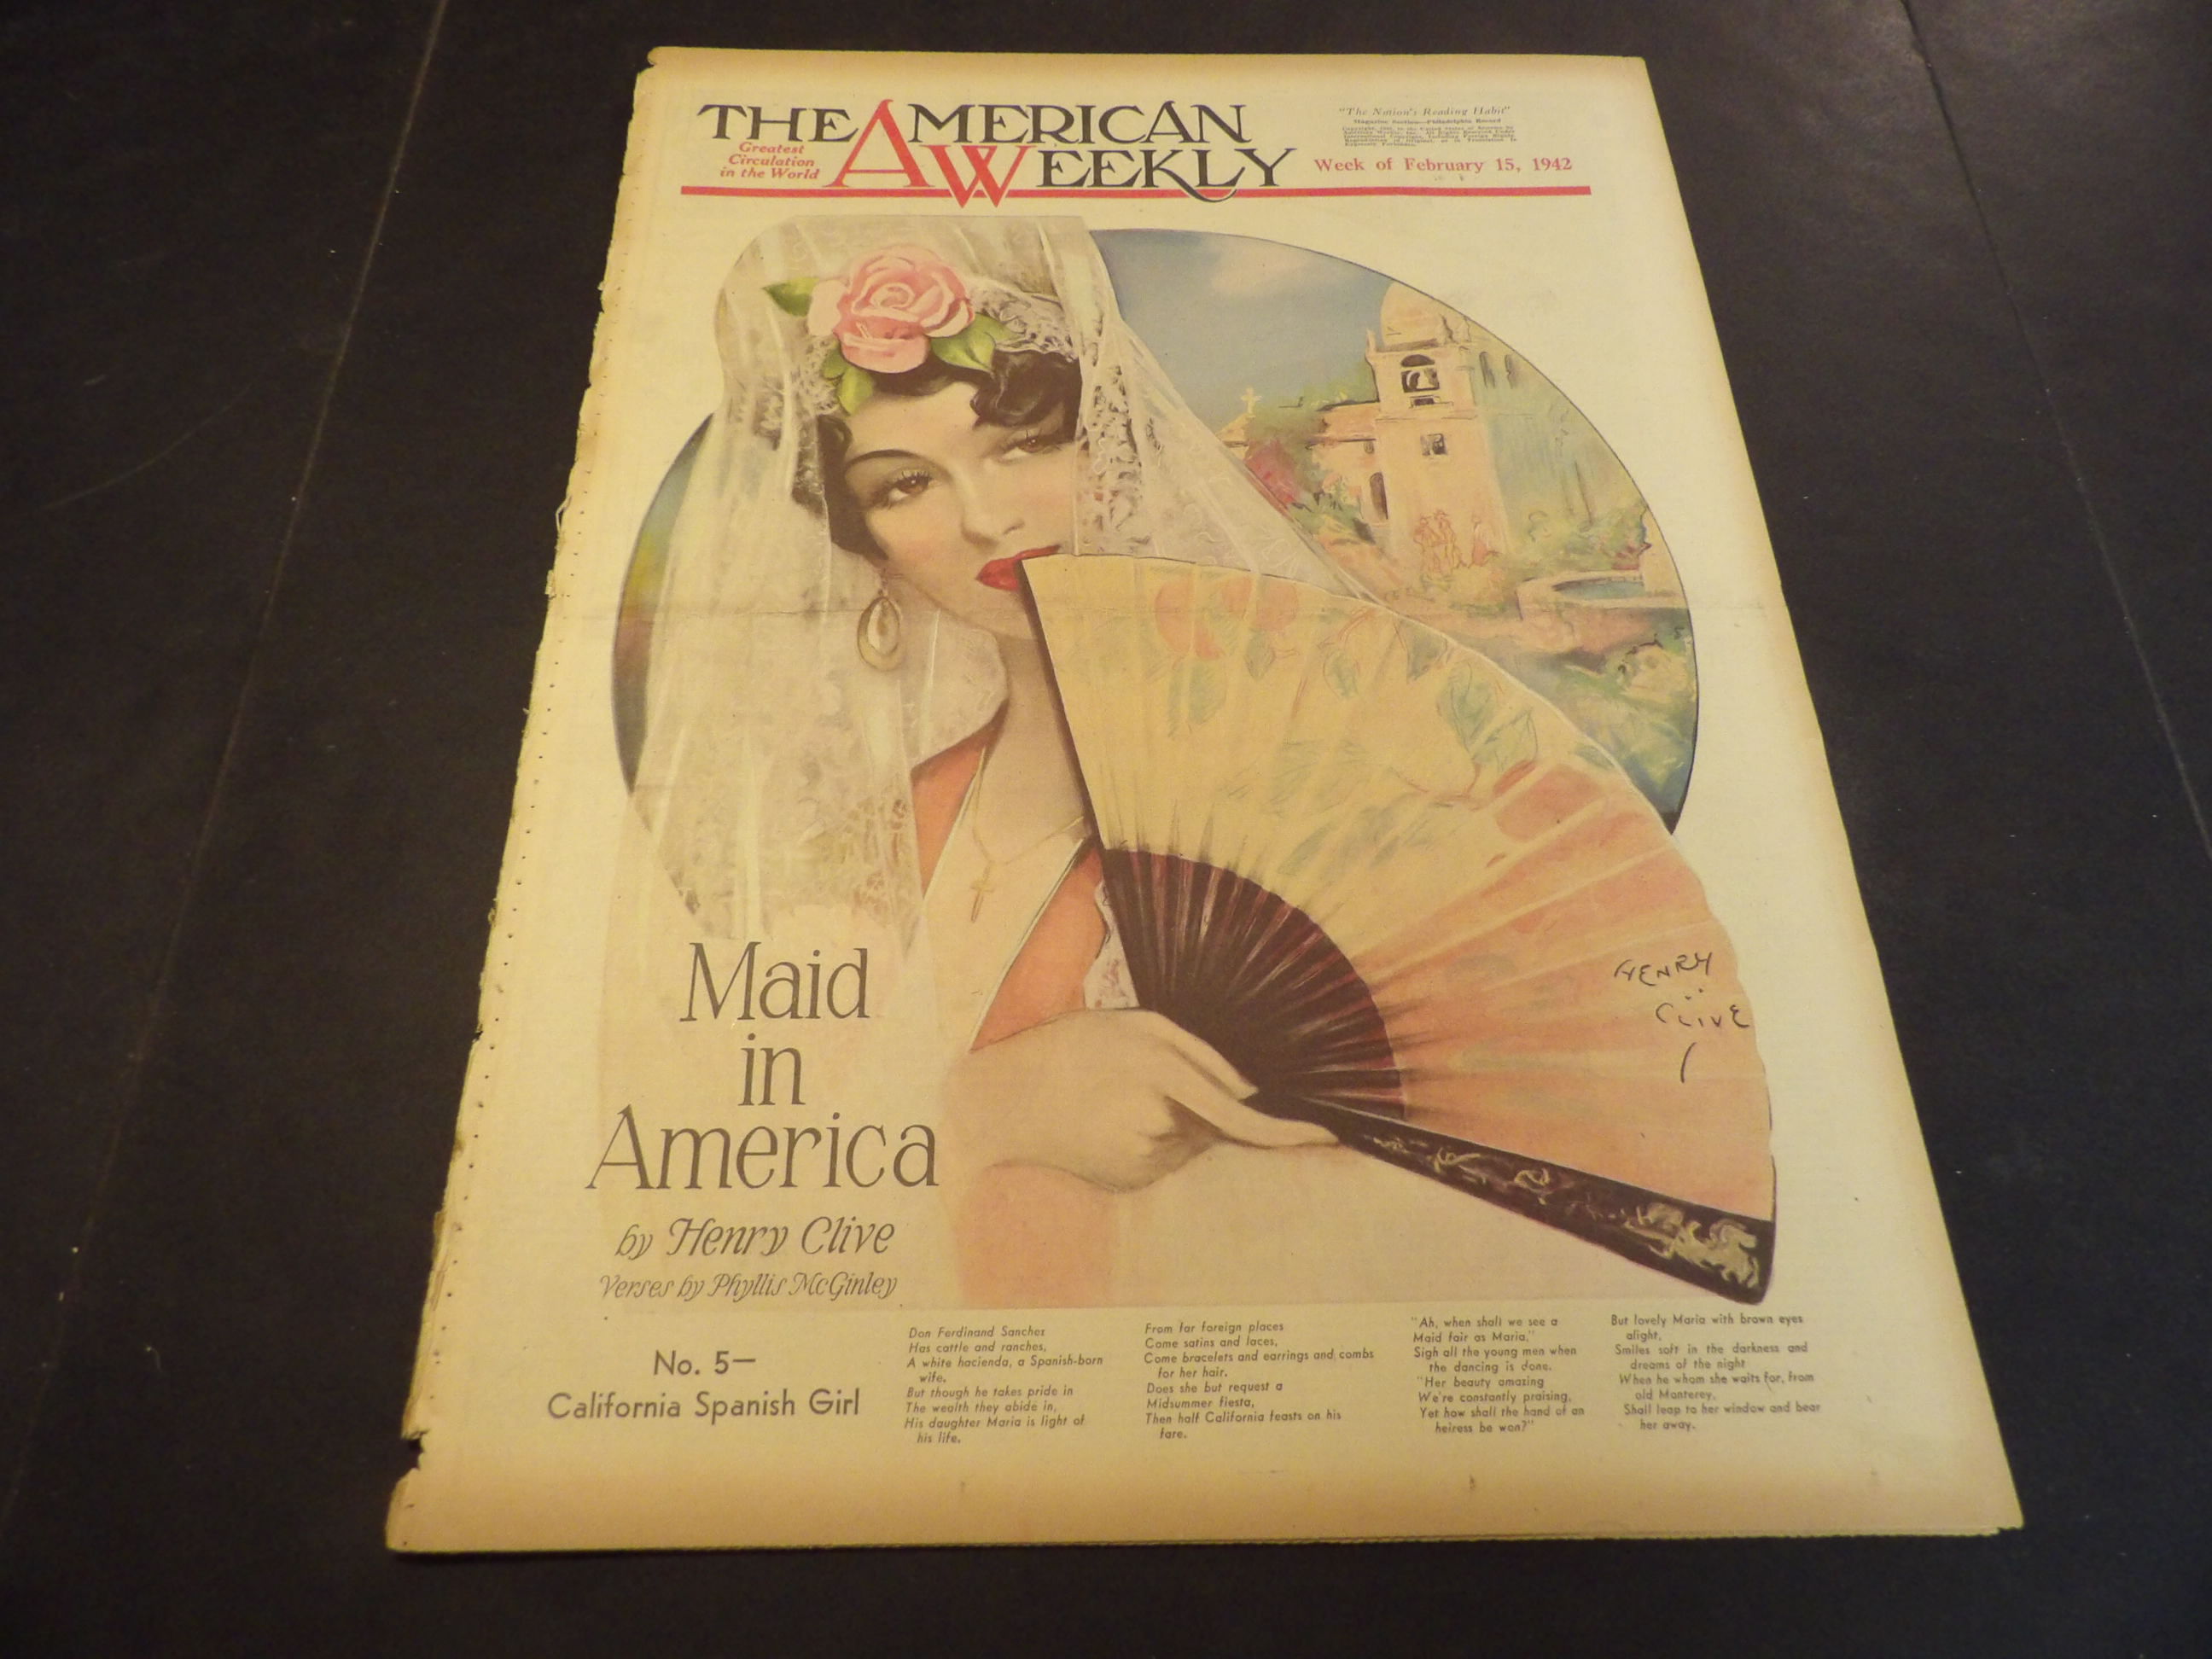 THE AMERICAN
WEEKLY
Greatest
Circulation
in the World
"The Nation's Reading Habit"
Magazine Section—Philadelphia Record
Week of February 15, 1942
HENRY
CLIVE
Maid
in
America
by Henry Clive
Verses by Phyllis McGinley
No. 5—
California Spanish Girl
Don Ferdinand Sanchez
Has cattle and ranches,
A white hacienda, a Spanish-born
wife.
But though he takes pride in
The wealth they abide in,
His daughter Maria is light of
his life.
From far foreign places
Come satins and laces,
Come bracelets and earrings and combs
for her hair.
Does she but request a
Midsummer fiesta,
Then half California feasts on his
fare.
"Ah, when shall we see a
Maid fair as Maria,"
Sigh all the young men when
the dancing is done.
"Her beauty amazing
We're constantly praising,
Yet how shall the hand of an
heiress be won?"
But lovely Maria with brown eyes
alight,
Smiles soft in the darkness and
dreams of the night
When he whom she waits for, from
old Monterey,
Shall leap to her window and bear
her away.